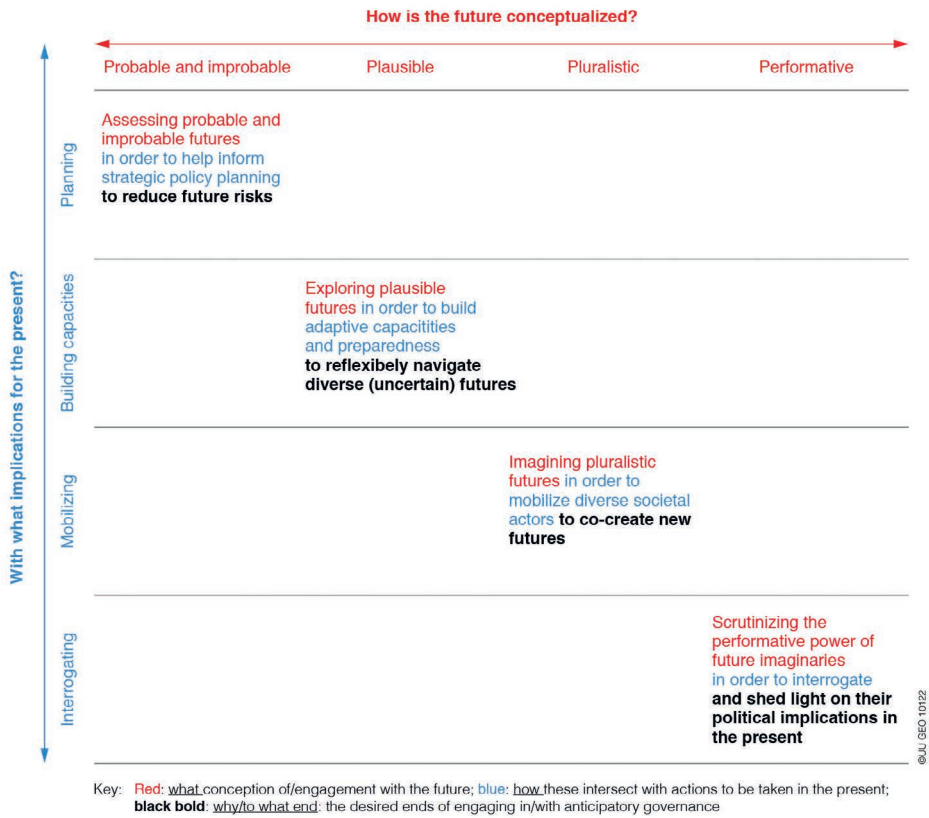 How is the future conceptualized?
Probable and improbable
Plausible
Pluralistic
Performative
With what implications for the present?
Planning
Assessing probable and
improbable futures
in order to help inform
strategic policy planning
to reduce future risks
Building capacities
Exploring plausible
futures in order to build
adaptive capacitities
and preparedness
to reflexibely navigate
diverse (uncertain) futures
Mobilizing
Imagining pluralistic
futures in order to
mobilize diverse societal
actors to co-create new
futures
Interrogating
Scrutinizing the
performative power of
future imaginaries
in order to interrogate
and shed light on their
political implications in
the present
©UU GEO 10122
Key: Red: what conception of/engagement with the future; blue: how these intersect with actions to be taken in the present;
black bold: why/to what end: the desired ends of engaging in/with anticipatory governance